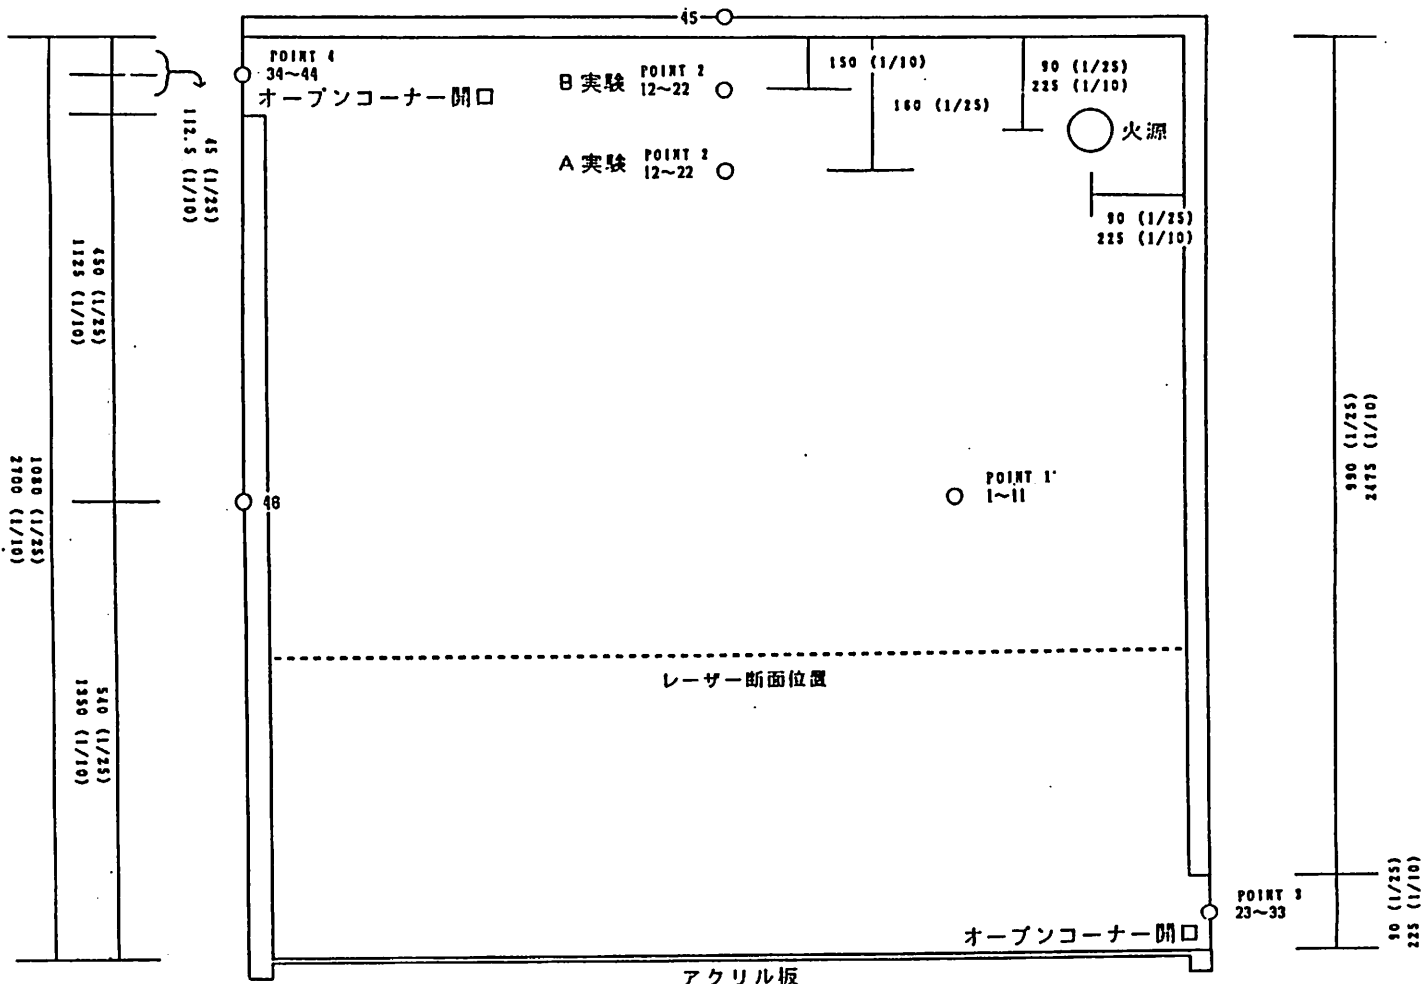 45
POINT 4
34〜44
オープンコーナー開口
B実験
POINT 2
12〜22
A実験
POINT 2
12〜22
150 (1/10)
160 (1/25)
90 (1/25)
225 (1/10)
火源
90 (1/25)
225 (1/10)
45 (1/25)
112.5 (1/10)
450 (1/25)
1125 (1/10)
1080 (1/25)
2700 (1/10)
46
POINT 1
1〜11
990 (1/25)
2475 (1/10)
レーザー断面位置
540 (1/25)
1350 (1/10)
POINT 3
23〜33
90 (1/25)
225 (1/10)
オープンコーナー開口
アクリル板